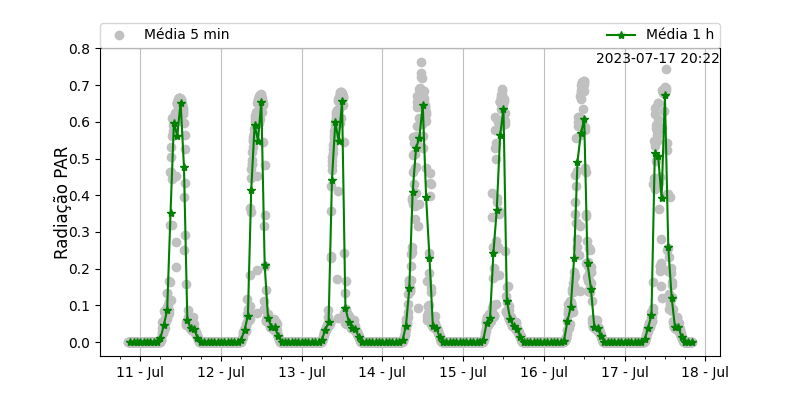 Média 5 min
Média 1 h
2023-07-17 20:22
Radiação PAR
0.8
0.7
0.6
0.5
0.4
0.3
0.2
0.1
0.0
11 - Jul
12 - Jul
13 - Jul
14 - Jul
15 - Jul
16 - Jul
17 - Jul
18 - Jul